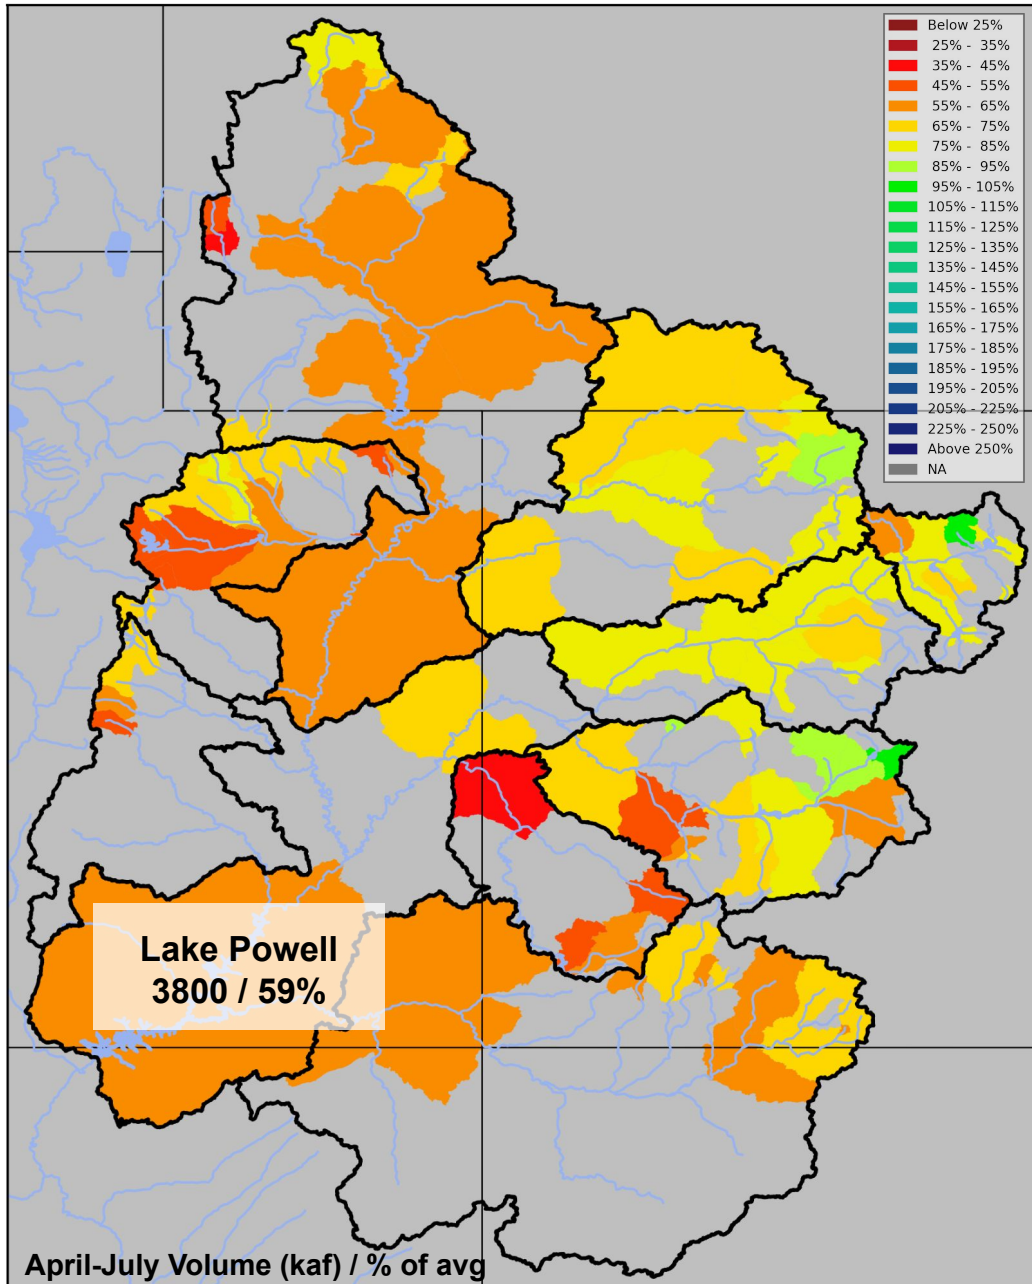 Below 25%
25% - 35%
35% - 45%
45% - 55%
55% - 65%
65% - 75%
75% - 85%
85% - 95%
95% - 105%
105% - 115%
115% - 125%
125% - 135%
135% - 145%
145% - 155%
155% - 165%
165% - 175%
175% - 185%
185% - 195%
195% - 205%
205% - 225%
225% - 250%
Above 250%
NA
Lake Powell
3800 / 59%
April-July Volume (kaf) / % of avg